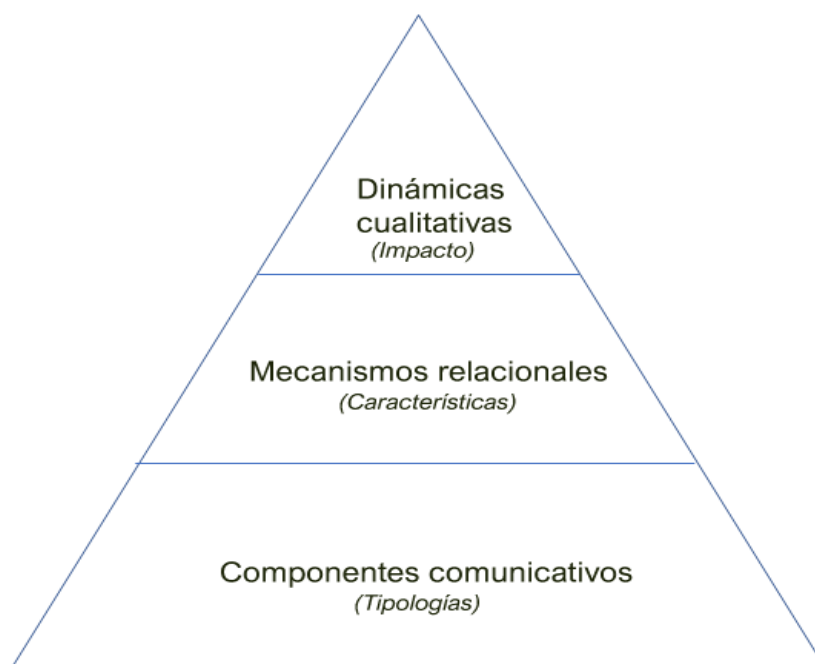 Dinámicas
cualitativas
(Impacto)
Mecanismos relacionales
(Características)
Componentes comunicativos
(Tipologías)